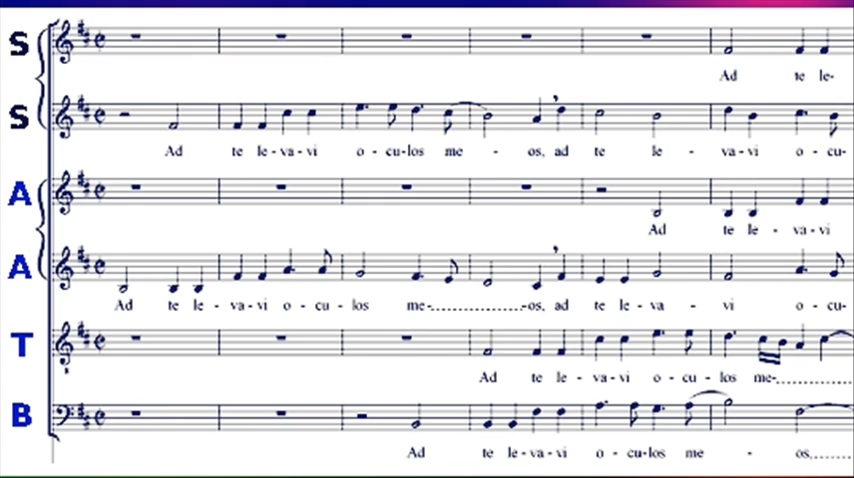 S
Ad te le-
S
Ad te le - va - vi o - cu - los me - os, ad te le - va - vi o - cu-
A
Ad te le - va - vi
A
Ad te le - va - vi o - cu - los me- -os, ad te le - va - vi o - cu-
T
Ad te le - va - vi o - cu - los me-
B
Ad te le - va - vi o - cu - los me - os